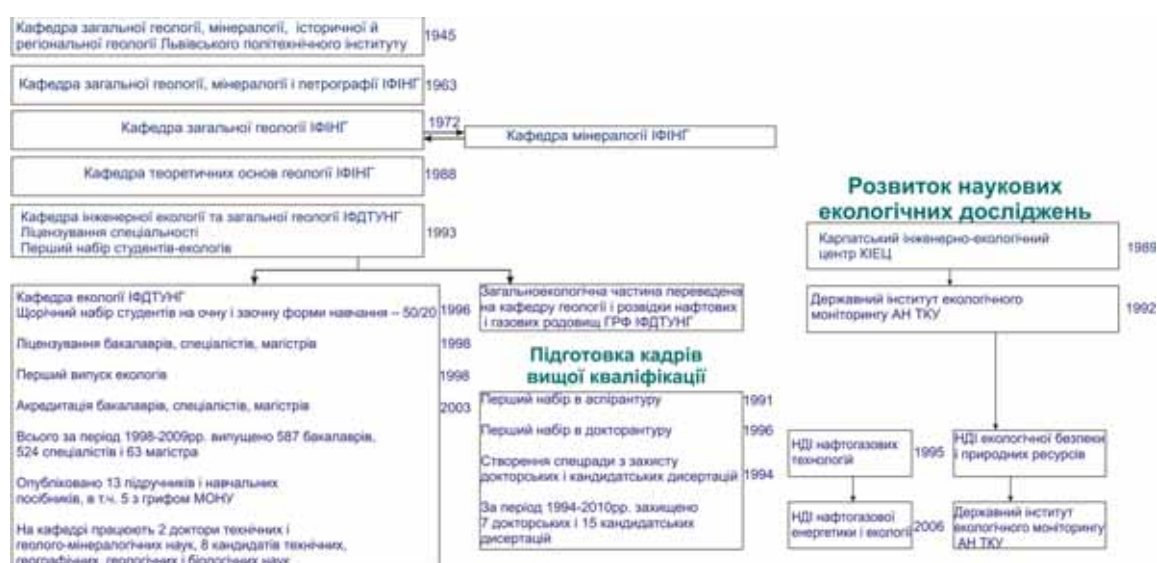 Кафедра загальної геології, мінералогії, історичної й
регіональної геології Львівського політехнічного інституту
1945
Кафедра загальної геології, мінералогії і петрографії ІФІНГ
1963
Кафедра загальної геології ІФІНГ
1972
Кафедра мінералогії ІФІНГ
Кафедра теоретичних основ геології ІФІНГ
1988
Кафедра інженерної екології та загальної геології ІФДТУНГ
Ліцензування спеціальності
Перший набір студентів-екологів
1993
Кафедра екології ІФДТУНГ
Щорічний набір студентів на очну і заочну форми навчання – 50/20
1996
Ліцензування бакалаврів, спеціалістів, магістрів
1998
Перший випуск екологів
1998
Акредитація бакалаврів, спеціалістів, магістрів
2003
Всього за період 1998-2009рр. випущено 587 бакалаврів,
524 спеціалістів і 63 магістра
Опубліковано 13 підручників і навчальних
посібників, в т.ч. 5 з грифом МОНУ
На кафедрі працюють 2 доктори технічних і
геолого-мінералогічних наук, 8 кандидатів технічних,
географічних, геологічних і біологічних наук
Загальноекологічна частина переведена
на кафедру геології і розвідки нафтових
і газових родовищ ГРФ ІФДТУНГ
Підготовка кадрів
вищої кваліфікації
Перший набір в аспірантуру
1991
Перший набір в докторантуру
1996
Створення спецради з захисту
докторських і кандидатських дисертацій
1994
За період 1994-2010рр. захищено
7 докторських і 15 кандидатських
дисертацій
Розвиток наукових
екологічних досліджень
Карпатський інженерно-екологічний
центр КІЕЦ
1989
Державний інститут екологічного
моніторингу АН ТКУ
1992
НДІ нафтогазових
технологій
1995
НДІ екологічної безпеки
і природних ресурсів
НДІ нафтогазової
енергетики і екології
2006
Державний інститут
екологічного моніторингу
АН ТКУ